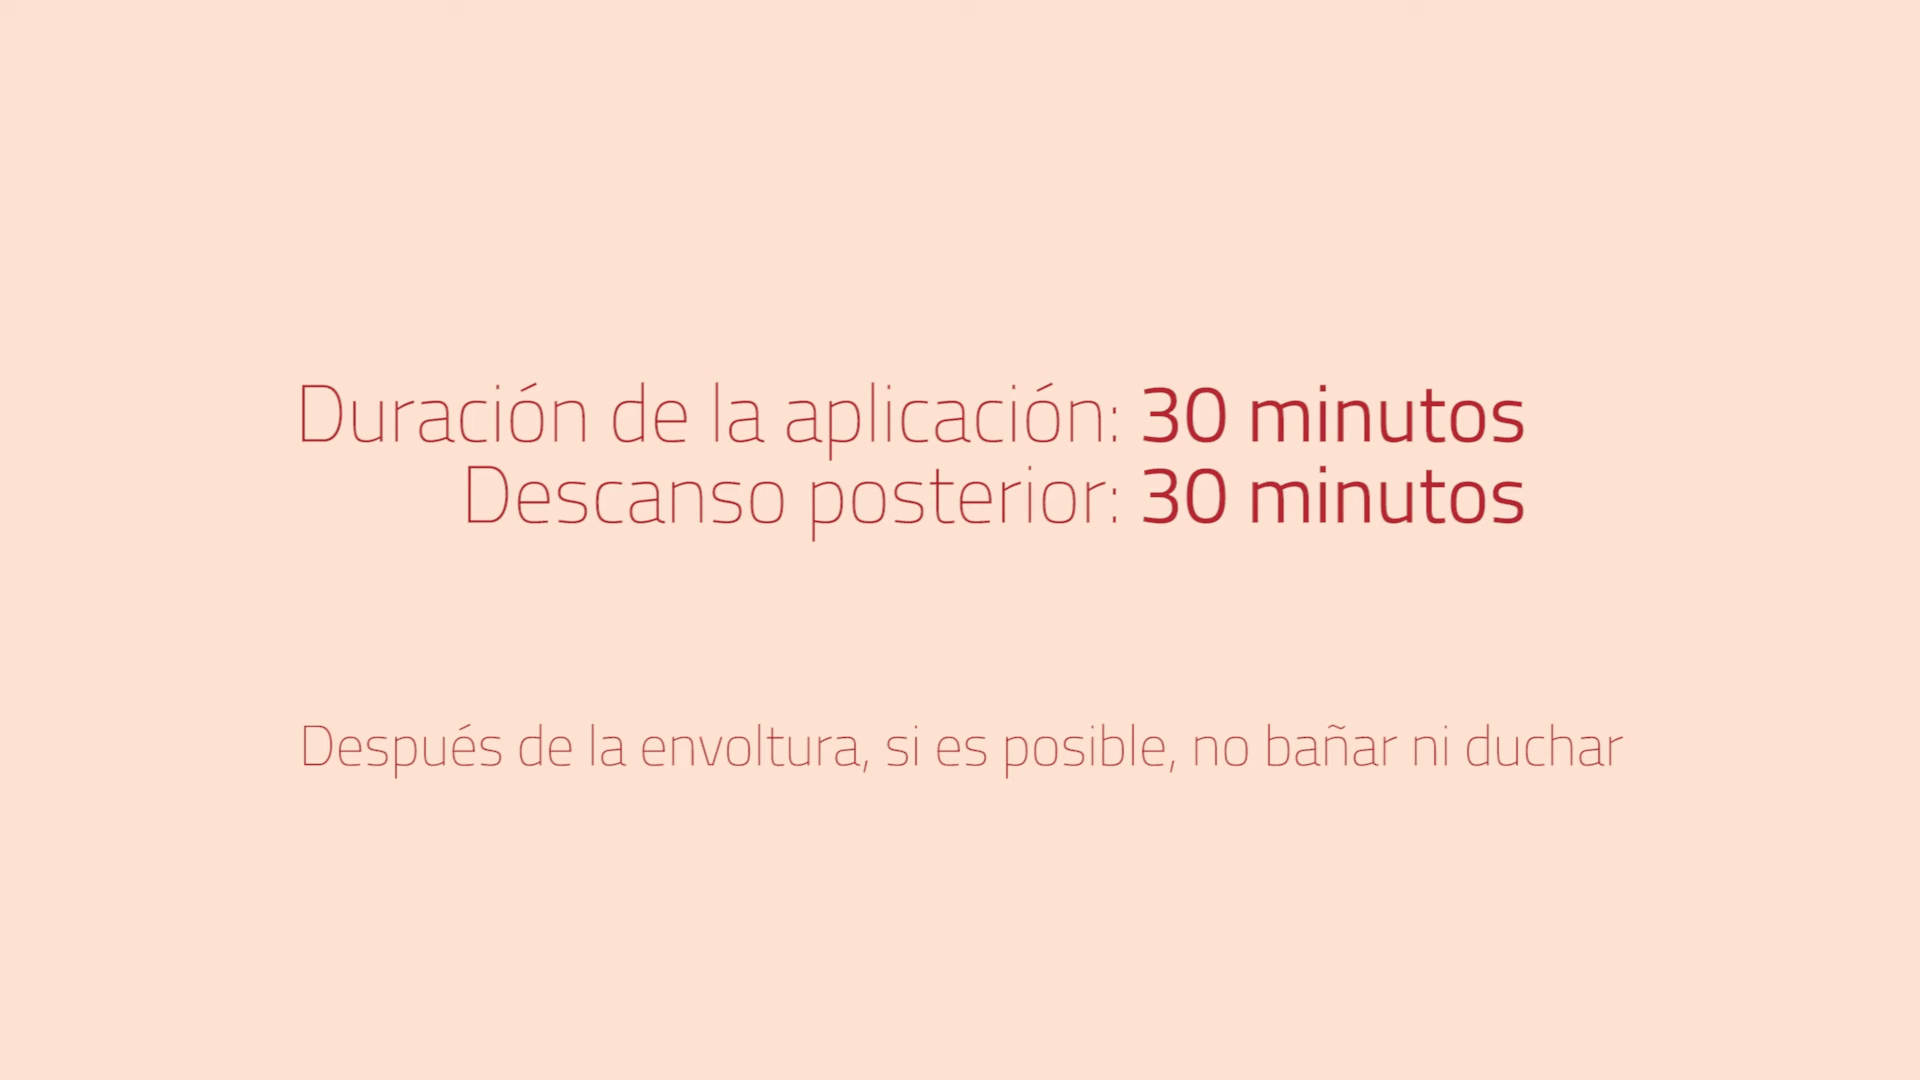 Duración de la aplicación: 30 minutos
Descanso posterior: 30 minutos
Después de la envoltura, si es posible, no bañar ni duchar